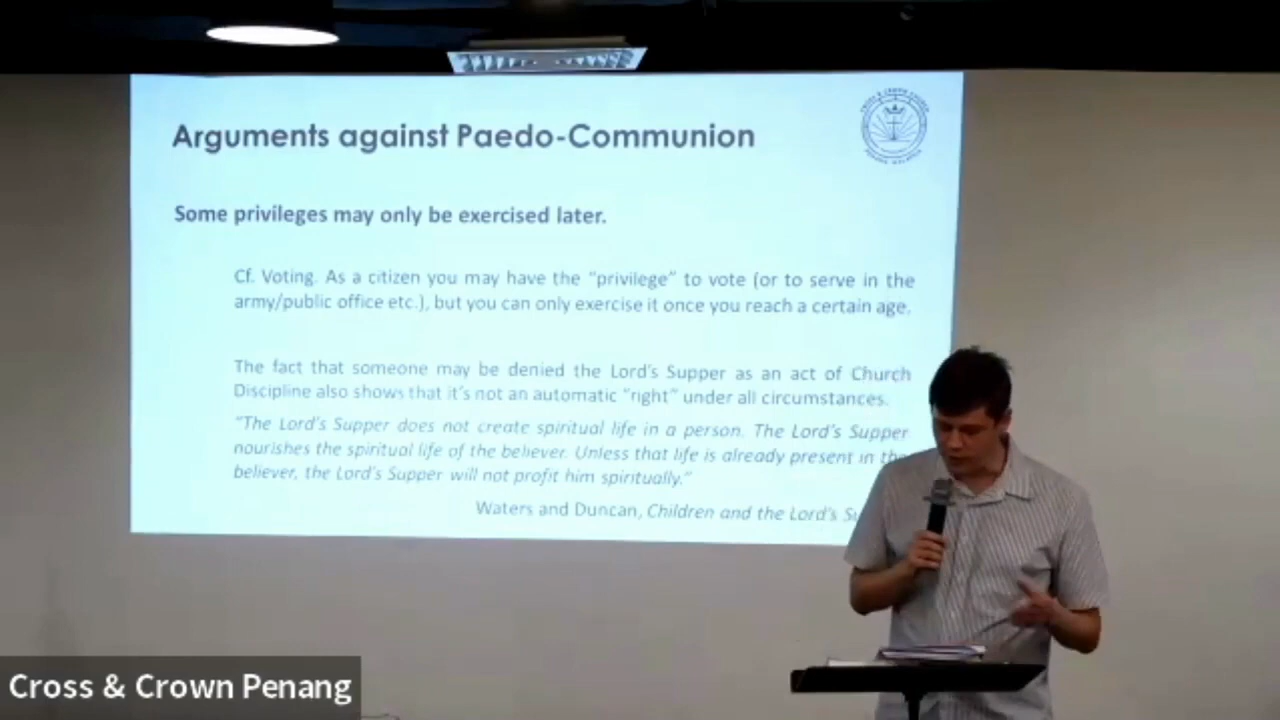 Arguments against Paedo-Communion
Some privileges may only be exercised later.
Cf. Voting. As a citizen you may have the “privilege” to vote (or to serve in the
army/public office etc.), but you can only exercise it once you reach a certain age.
The fact that someone may be denied the Lord’s Supper as an act of Church
Discipline also shows that it’s not an automatic “right” under all circumstances.
“The Lord’s Supper does not create spiritual life in a person. The Lord’s Supper
nourishes the spiritual life of the believer. Unless that life is already present in the
believer, the Lord’s Supper will not profit him spiritually.”
Waters and Duncan, Children and the Lord’s Su
Cross & Crown Penang